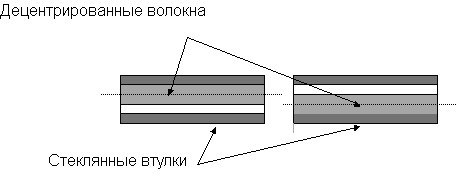 Децентрированные волокна
Стеклянные втулки